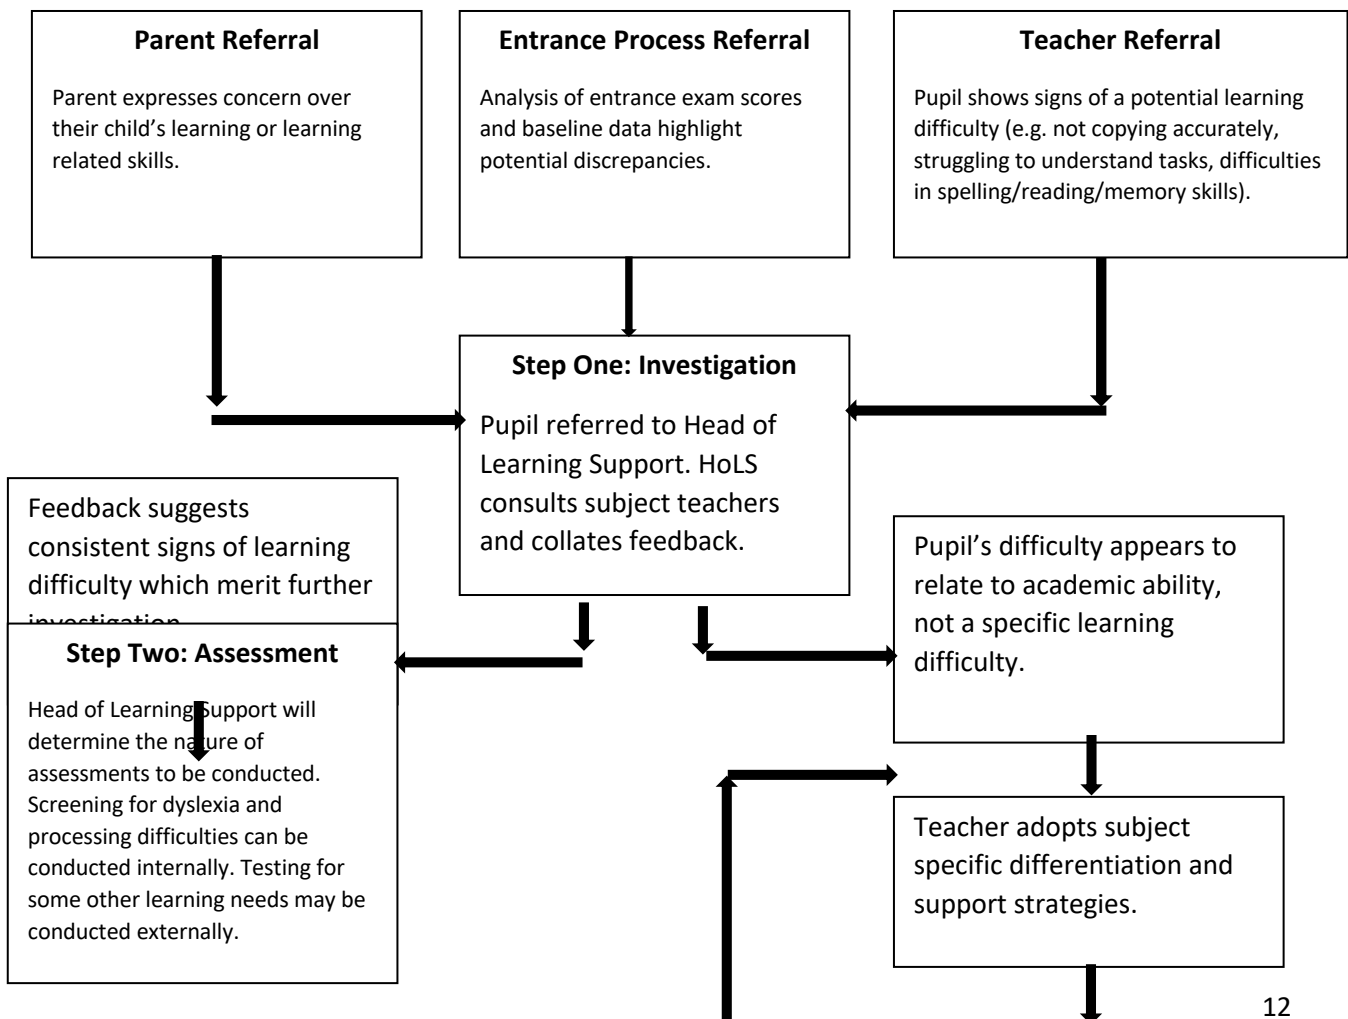 Parent Referral
Parent expresses concern over
their child’s learning or learning
related skills.
Entrance Process Referral
Analysis of entrance exam scores
and baseline data highlight
potential discrepancies.
Teacher Referral
Pupil shows signs of a potential learning
difficulty (e.g. not copying accurately,
struggling to understand tasks, difficulties
in spelling/reading/memory skills).
Step One: Investigation
Pupil referred to Head of
Learning Support. HoLS
consults subject teachers
and collates feedback.
Feedback suggests
consistent signs of learning
difficulty which merit further
investigation
Step Two: Assessment
Head of Learning Support will
determine the nature of
assessments to be conducted.
Screening for dyslexia and
processing difficulties can be
conducted internally. Testing for
some other learning needs may be
conducted externally.
Pupil’s difficulty appears to
relate to academic ability,
not a specific learning
difficulty.
Teacher adopts subject
specific differentiation and
support strategies.
12